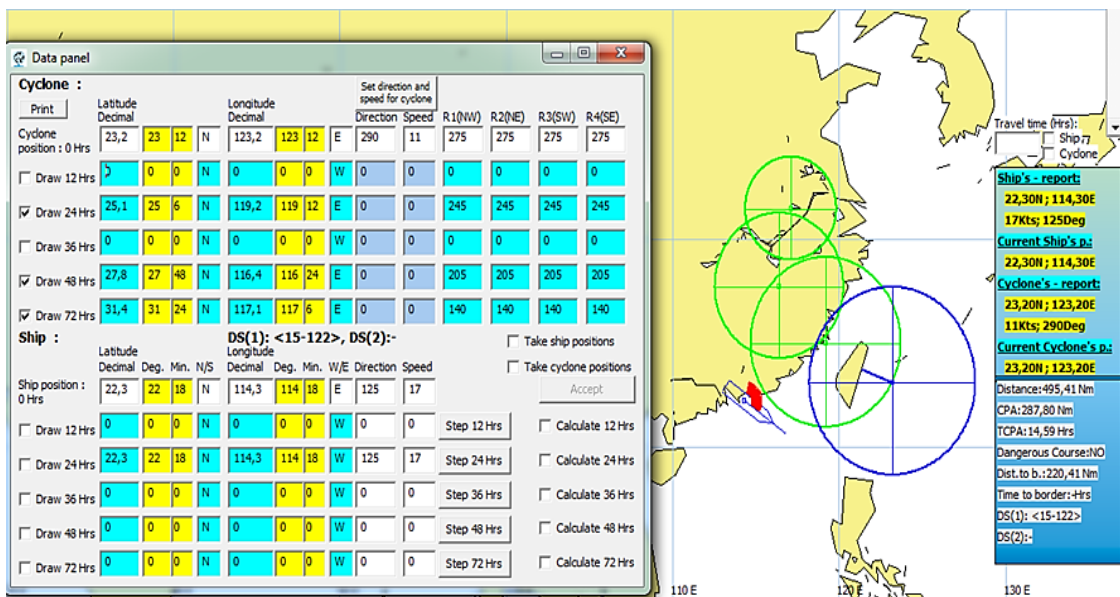 Data panel
Cyclone :
Print
Latitude
Decimal
Longitude
Decimal
Set direction and
speed for cyclone
Direction Speed R1(NW) R2(NE) R3(SW) R4(SE)
Cyclone
position : 0 Hrs
23,2 23 12 N 123,2 123 12 E 290 11 275 275 275 275
Draw 12 Hrs 0 0 N 0 0 0 W 0 0 0 0 0 0
Draw 24 Hrs 25,1 25 6 N 119,2 119 12 E 0 0 245 245 245 245
Draw 36 Hrs 0 0 0 N 0 0 0 W 0 0 0 0 0 0
Draw 48 Hrs 27,8 27 48 N 116,4 116 24 E 0 0 205 205 205 205
Draw 72 Hrs 31,4 31 24 N 117,1 117 6 E 0 0 140 140 140 140
Ship :
DS(1): <15-122>, DS(2):-
Take ship positions
Take cyclone positions
Latitude
Decimal Deg. Min. N/S
Longitude
Decimal Deg. Min. W/E Direction Speed
Accept
Ship position :
0 Hrs
22,3 22 18 N 114,3 114 18 E 125 17
Draw 12 Hrs 0 0 0 N 0 0 0 W 0 0 Step 12 Hrs Calculate 12 Hrs
Draw 24 Hrs 22,3 22 18 N 114,3 114 18 W 125 17 Step 24 Hrs Calculate 24 Hrs
Draw 36 Hrs 0 0 0 N 0 0 0 W 0 0 Step 36 Hrs Calculate 36 Hrs
Draw 48 Hrs 0 0 0 N 0 0 0 W 0 0 Step 48 Hrs Calculate 48 Hrs
Draw 72 Hrs 0 0 0 N 0 0 0 W 0 0 Step 72 Hrs Calculate 72 Hrs
110 E 120 E 130 E
Travel time (Hrs):
Ship
Cyclone
Ship's - report:
22,30N ; 114,30E
17Kts; 125Deg
Current Ship's p.:
22,30N ; 114,30E
Cyclone's - report:
23,20N ; 123,20E
11Kts; 290Deg
Current Cyclone's p.:
23,20N ; 123,20E
Distance:495,41 Nm
CPA:287,80 Nm
TCPA:14,59 Hrs
Dangerous Course:NO
Dist.to b.:220,41 Nm
Time to border:-Hrs
DS(1): <15-122>
DS(2):-